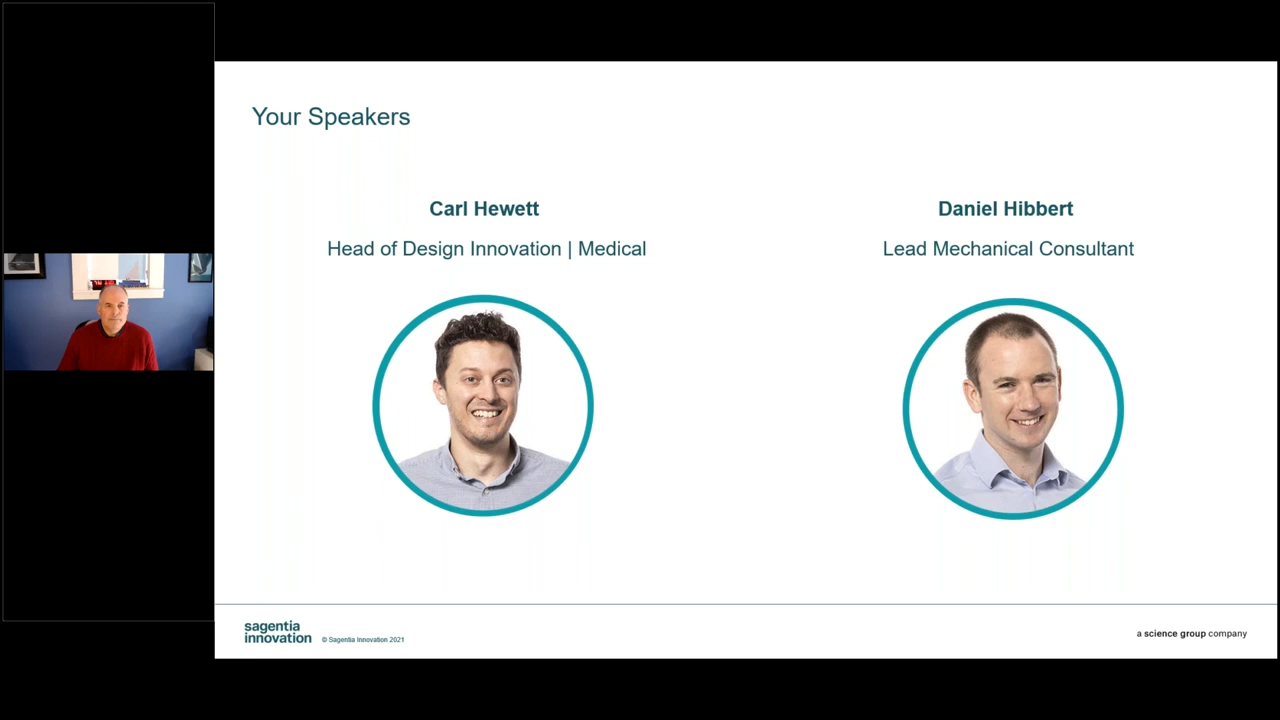 Your Speakers
Carl Hewett
Head of Design Innovation | Medical
Daniel Hibbert
Lead Mechanical Consultant
sagentia
innovation
© Sagentia Innovation 2021
a science group company